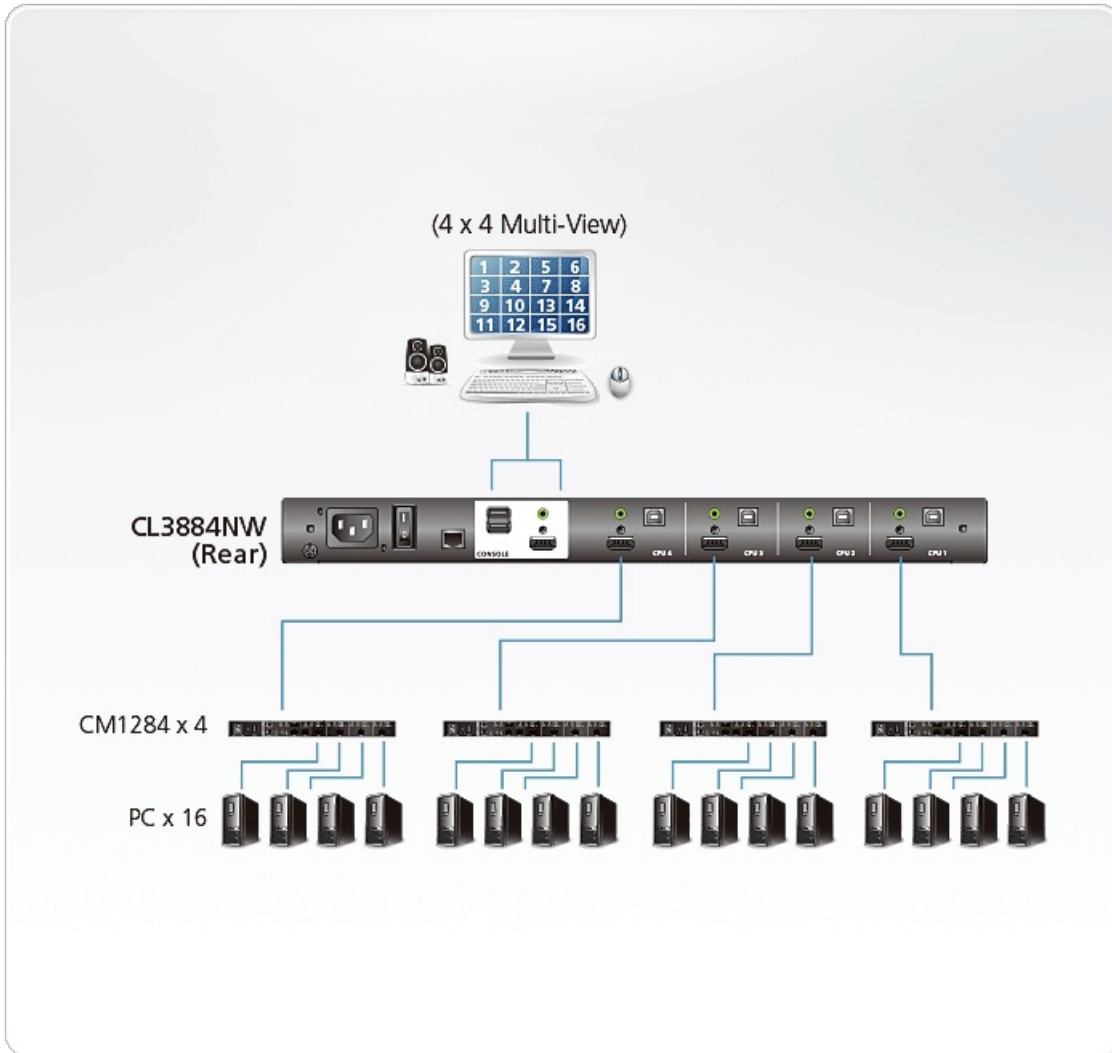 (4 x 4 Multi-View)
1 2 5 6
3 4 7 8
9 10 13 14
11 12 15 16
CL3884NW
(Rear)
CONSOLE
CPU 4
CPU 3
CPU 2
CPU 1
CM1284 x 4
PC x 16